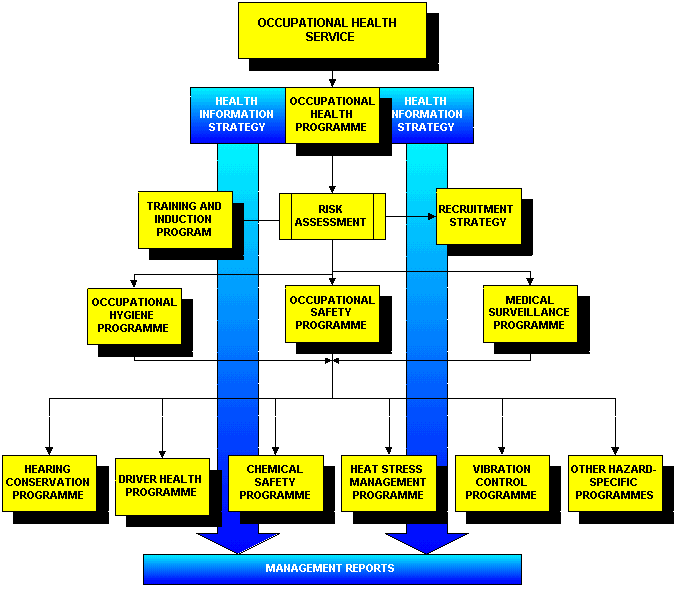 OCCUPATIONAL HEALTH
SERVICE
HEALTH
INFORMATION
STRATEGY
OCCUPATIONAL
HEALTH
PROGRAMME
HEALTH
NFORMATION
STRATEGY
TRAINING AND
INDUCTION
PROGRAM
RISK
ASSESSMENT
RECRUITMENT
STRATEGY
OCCUPATIONAL
HYGIENE
PROGRAMME
OCCUPATIONAL
SAFETY
PROGRAMME
MEDICAL
SURVEILLANCE
PROGRAMME
HEARING
CONSERVATION
PROGRAMME
DRIVER HEALTH
PROGRAMME
CHEMICAL
SAFETY
PROGRAMME
HEAT STRESS
MANAGEMENT
PROGRAMME
VIBRATION
CONTROL
PROGRAMME
OTHER HAZARD-
SPECIFIC
PROGRAMMES
MANAGEMENT REPORTS